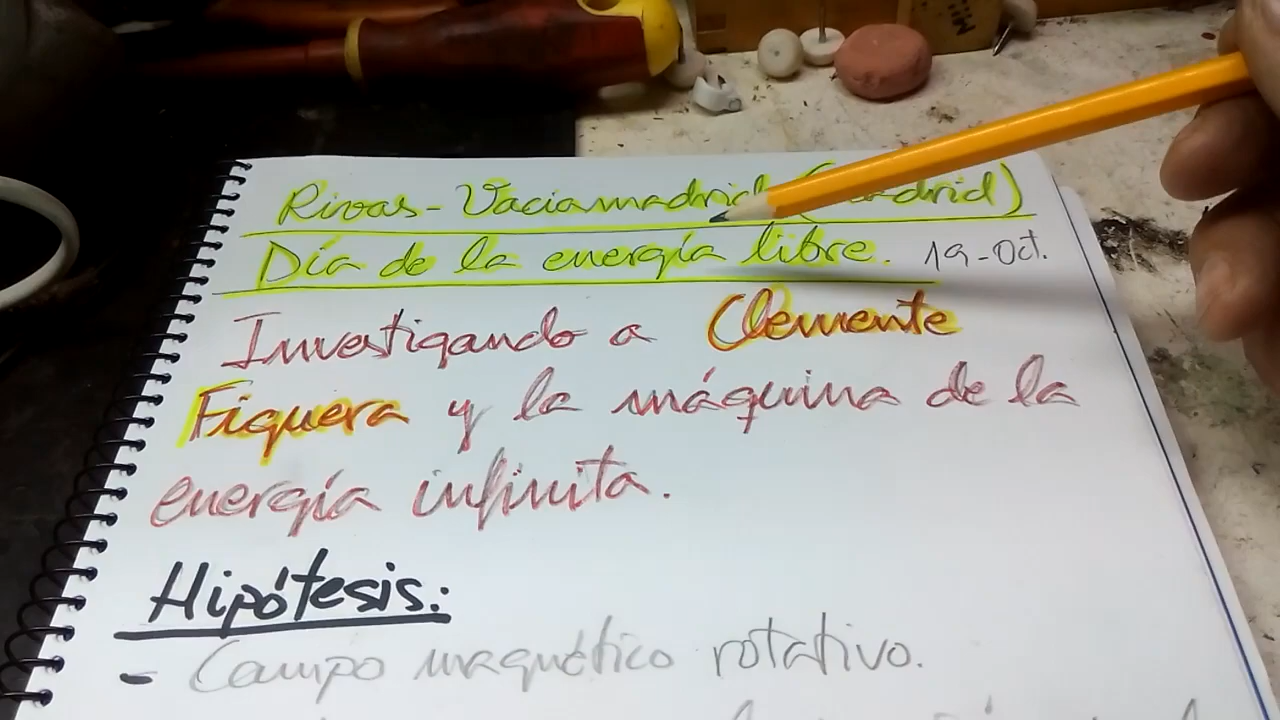 Rivas-Vaciamadrid (Madrid)
Día de la energía libre. 19-Oct.
Investigando a Clemente
Figuera y la máquina de la
energía infinita.
Hipótesis:
- Campo magnético rotativo.